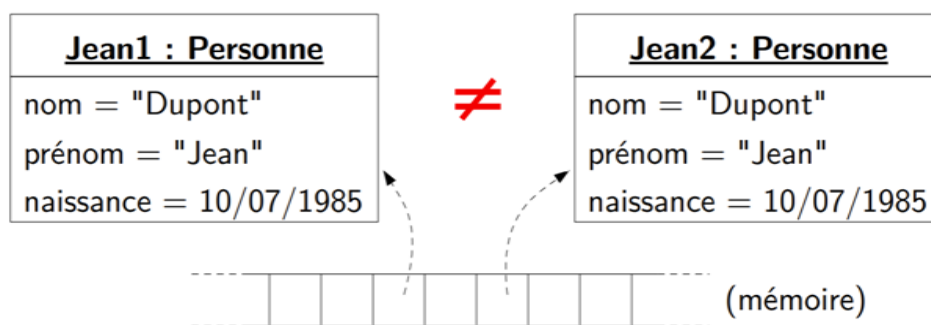 Jean1 : Personne
nom = "Dupont"
prénom = "Jean"
naissance = 10/07/1985
≠
Jean2 : Personne
nom = "Dupont"
prénom = "Jean"
naissance = 10/07/1985
(mémoire)